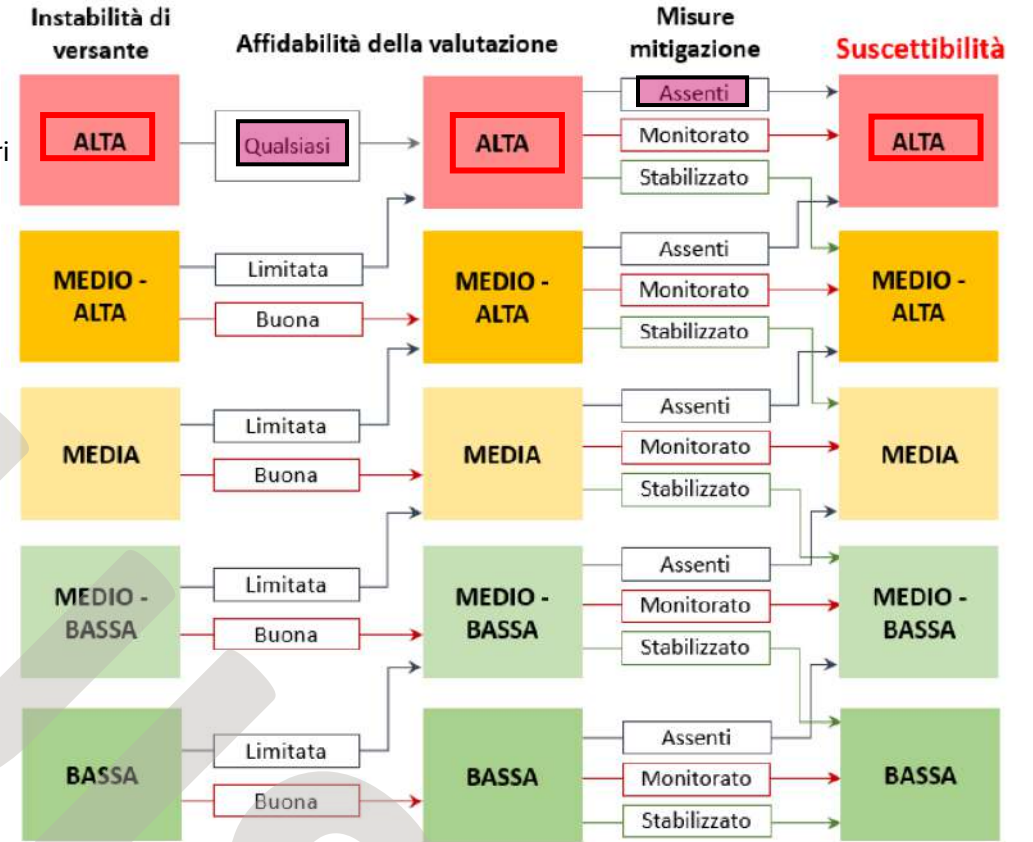 Instabilità di
versante
Affidabilità della valutazione
Misure
mitigazione
Suscettibilità
ri
ALTA
Qualsiasi
ALTA
Assenti
Monitorato
Stabilizzato
ALTA
MEDIO -
ALTA
Limitata
Buona
MEDIO -
ALTA
Assenti
Monitorato
Stabilizzato
MEDIO -
ALTA
MEDIA
Limitata
Buona
MEDIA
Assenti
Monitorato
Stabilizzato
MEDIA
MEDIO -
BASSA
Limitata
Buona
MEDIO -
BASSA
Assenti
Monitorato
Stabilizzato
MEDIO -
BASSA
BASSA
Limitata
Buona
BASSA
Assenti
Monitorato
Stabilizzato
BASSA